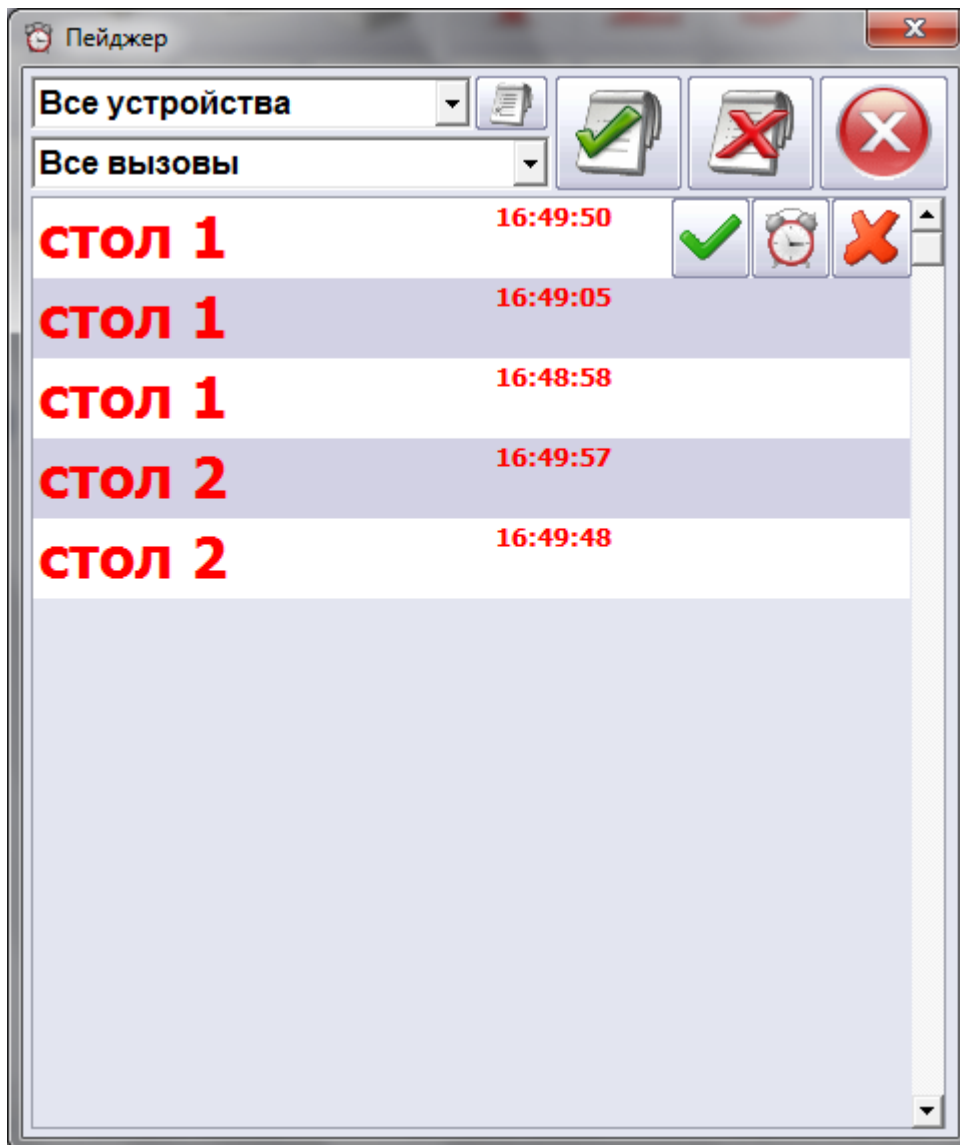 Пейджер
Все устройства
Все вызовы
стол 1 16:49:50
стол 1 16:49:05
стол 1 16:48:58
стол 2 16:49:57
стол 2 16:49:48